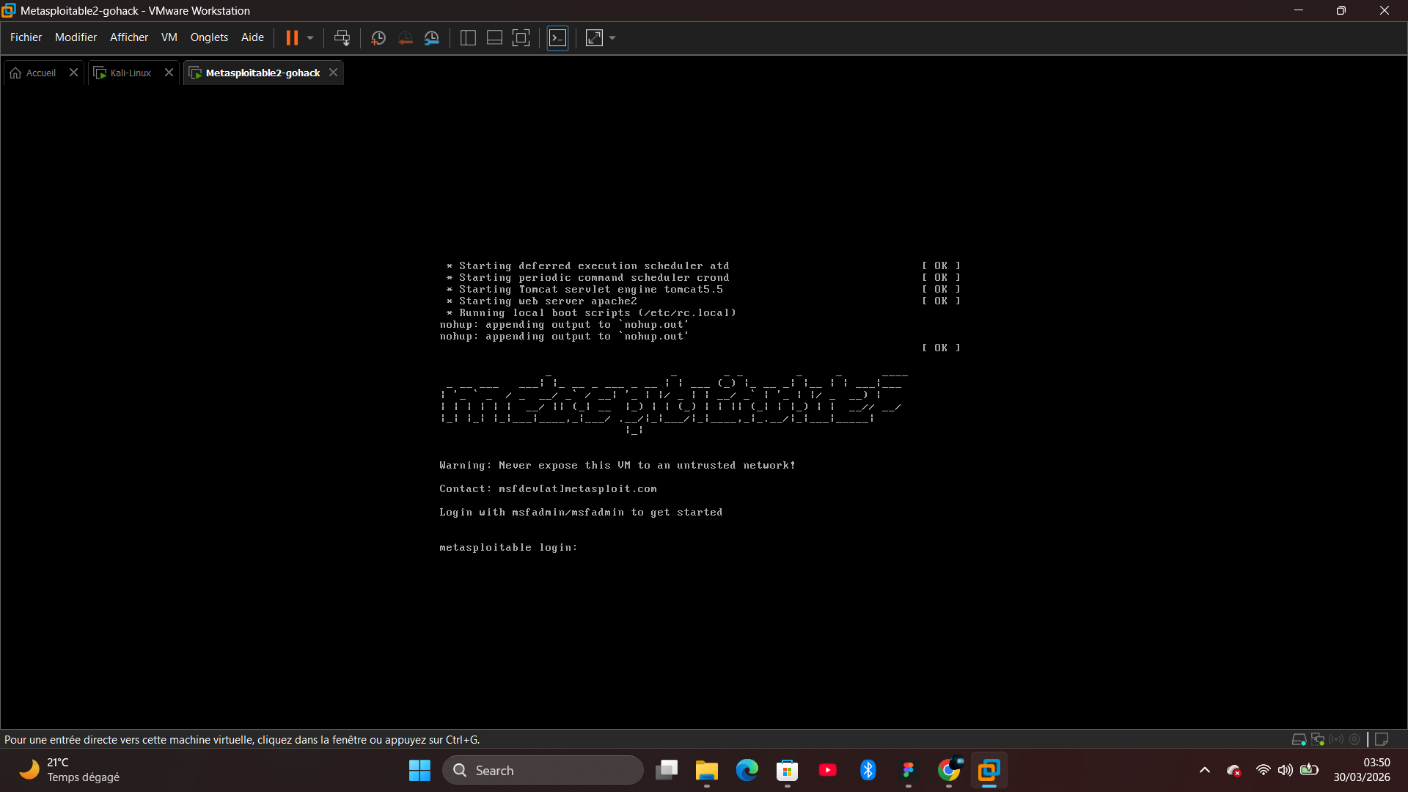 Metasploitable2-gohack - VMware Workstation
Fichier Modifier Afficher VM Onglets Aide
Accueil Kali-Linux Metasploitable2-gohack
* Starting deferred execution scheduler atd [ OK ]
* Starting periodic command scheduler crond [ OK ]
* Starting Tomcat servlet engine tomcat5.5 [ OK ]
* Starting web server apache2 [ OK ]
* Running local boot scripts (/etc/rc.local)
nohup: appending output to `nohup.out'
nohup: appending output to `nohup.out'
[ OK ]
metasploitable2
Warning: Never expose this VM to an untrusted network!
Contact: msfdev[at]metasploit.com
Login with msfadmin/msfadmin to get started
metasploitable login:
Pour une entrée directe vers cette machine virtuelle, cliquez dans la fenêtre ou appuyez sur Ctrl+G.
21°C
Temps dégagé
Search
03:50
30/03/2026